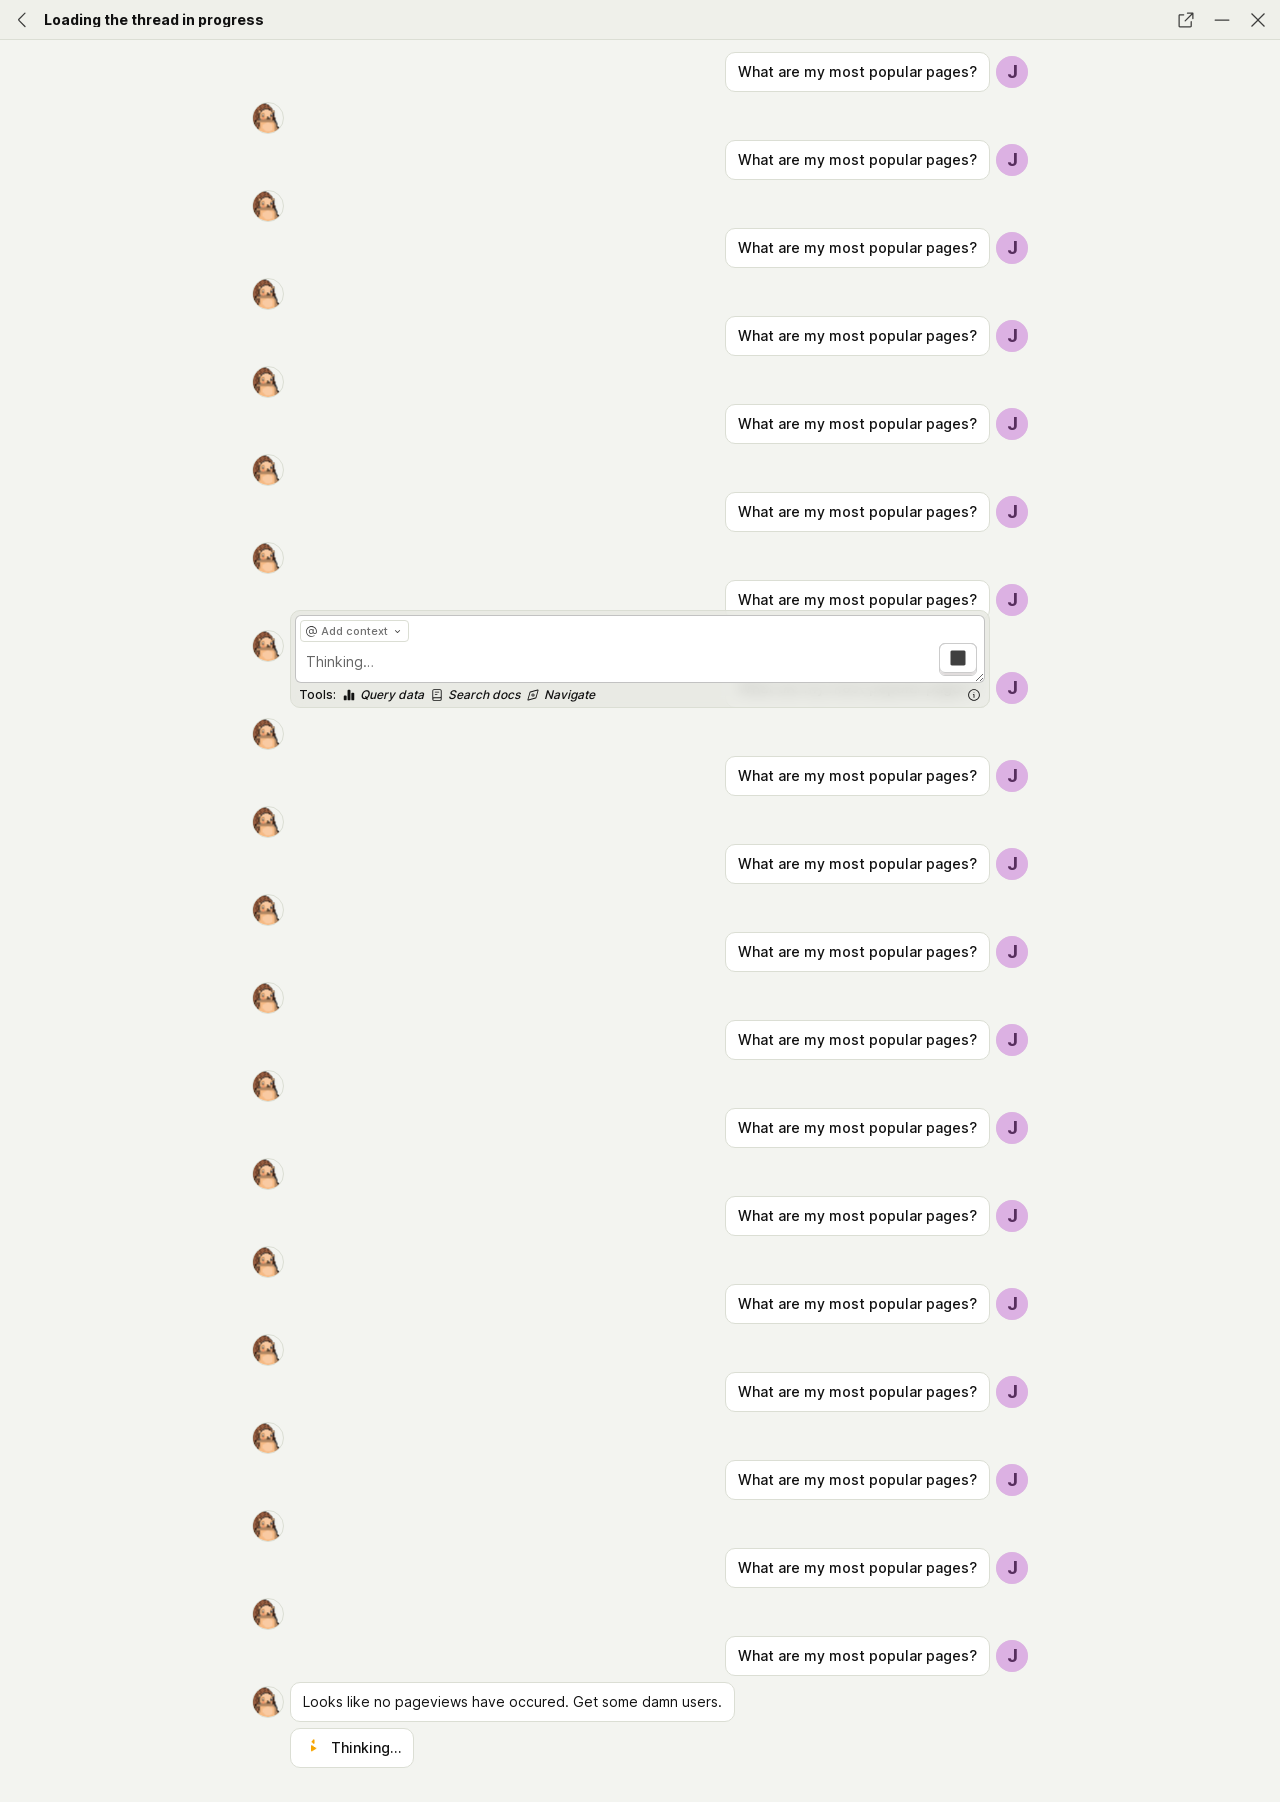 Loading the thread in progress
What are my most popular pages? J
What are my most popular pages? J
What are my most popular pages? J
What are my most popular pages? J
What are my most popular pages? J
What are my most popular pages? J
What are my most popular pages? J
@ Add context
Thinking…
J
Tools: Query data Search docs Navigate
What are my most popular pages? J
What are my most popular pages? J
What are my most popular pages? J
What are my most popular pages? J
What are my most popular pages? J
What are my most popular pages? J
What are my most popular pages? J
What are my most popular pages? J
What are my most popular pages? J
What are my most popular pages? J
What are my most popular pages? J
Looks like no pageviews have occured. Get some damn users.
Thinking...